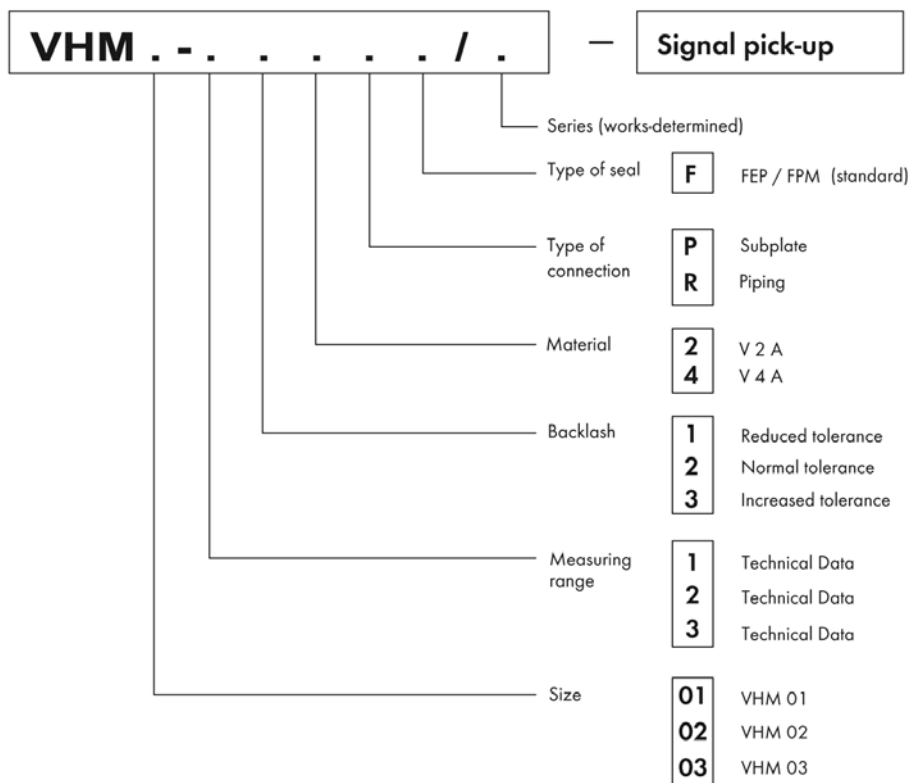 VHM . - . . . . . / . — Signal pick-up
Series (works-determined)
Type of seal F FEP / FPM (standard)
Type of P Subplate
connection R Piping
Material 2 V 2 A
4 V 4 A
Backlash 1 Reduced tolerance
2 Normal tolerance
3 Increased tolerance
Measuring 1 Technical Data
range 2 Technical Data
3 Technical Data
Size 01 VHM 01
02 VHM 02
03 VHM 03